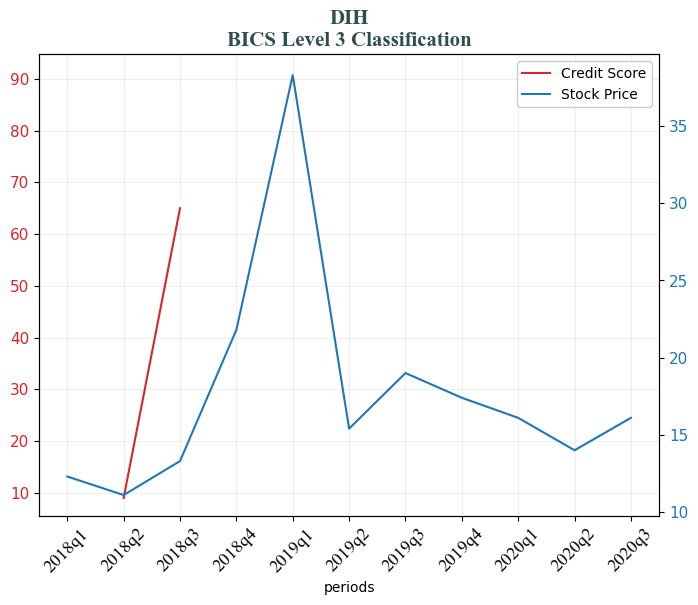 DIH
BICS Level 3 Classification
Credit Score
Stock Price
90
80
70
60
50
40
30
20
10
35
30
25
20
15
10
2018q1
2018q2
2018q3
2018q4
2019q1
2019q2
2019q3
2019q4
2020q1
2020q2
2020q3
periods